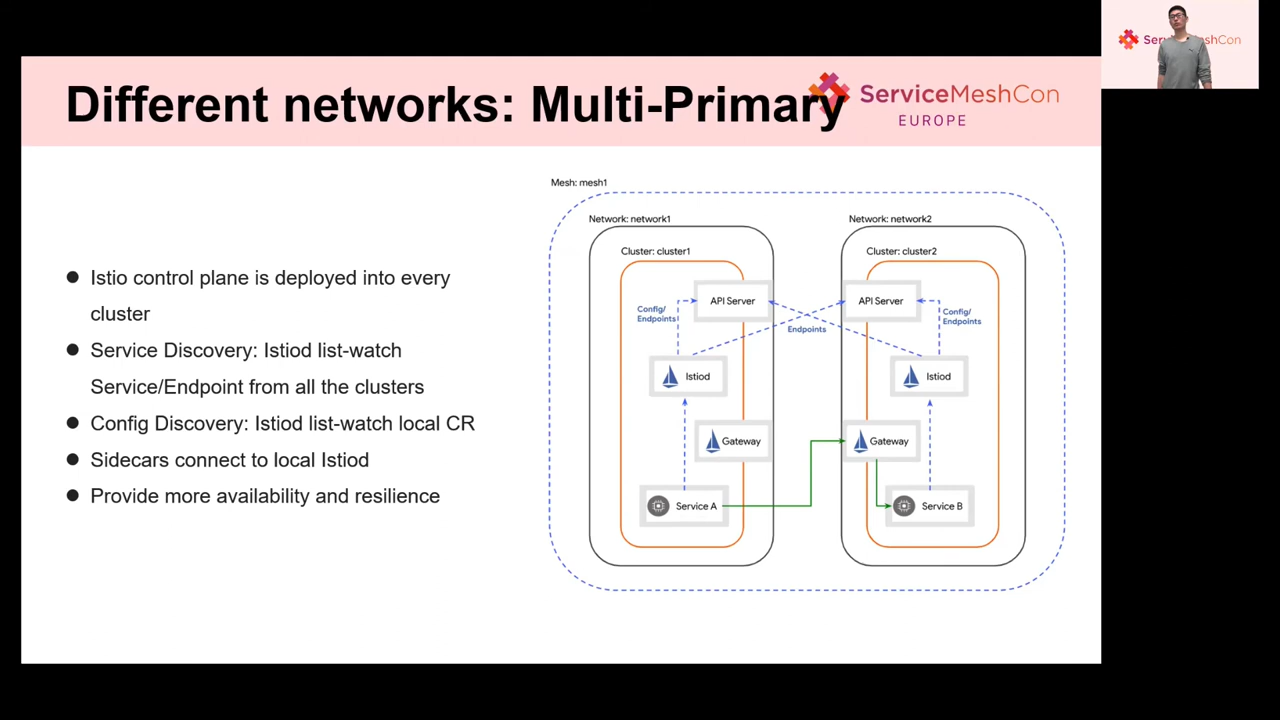 ServiceMeshCon
Different networks: Multi-Primary
ServiceMeshCon
EUROPE
● Istio control plane is deployed into every
cluster
● Service Discovery: Istiod list-watch
Service/Endpoint from all the clusters
● Config Discovery: Istiod list-watch local CR
● Sidecars connect to local Istiod
● Provide more availability and resilience
Mesh: mesh1
Network: network1
Network: network2
Cluster: cluster1
Cluster: cluster2
API Server
API Server
Config/
Endpoints
Endpoints
Config/
Endpoints
Istiod
Istiod
Gateway
Gateway
Service A
Service B